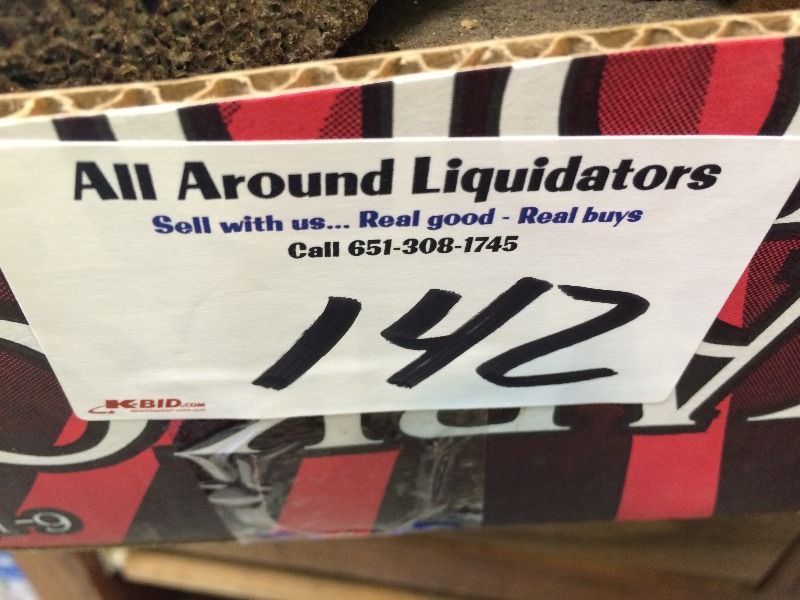 All Around Liquidators
Sell with us... Real good - Real buys
Call 651-308-1745
142
K-BID.COM